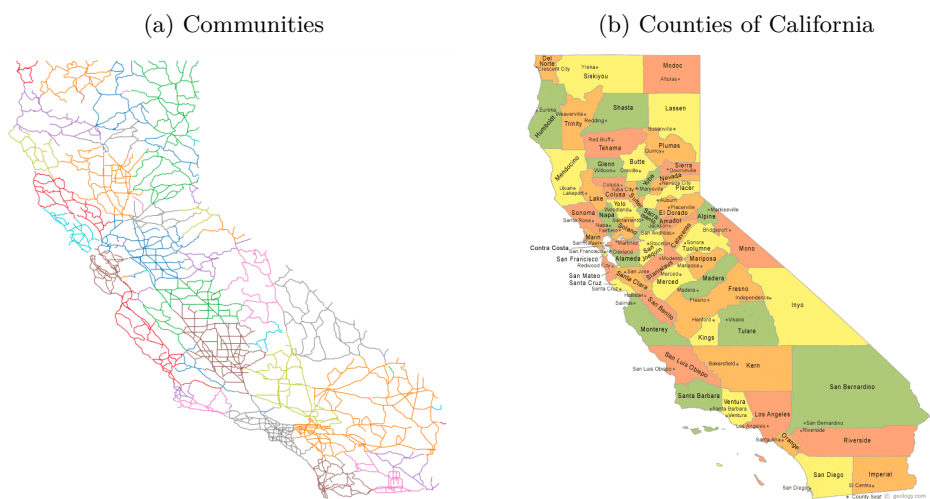 (a) Communities
(b) Counties of California
Del
Norte
Crescent City
Yreka
Siskiyou
Modoc
Alturas
Eureka
Humboldt
Weaverville
Trinity
Shasta
Redding
Lassen
Susanville
Red Bluff
Tehama
Plumas
Quincy
Mendocino
Glenn
Willows
Butte
Oroville
Sierra
Downieville
Nevada
Nevada City
Ukiah
Lakeport
Lake
Colusa
Colusa
Yuba City
Marysville
Yuba
Sutter
Placer
Auburn
Yolo
Woodland
El Dorado
Placerville
Sonoma
Santa Rosa
Napa
Napa
Sacramento
Sacra
mento
Amador
Jackson
Alpine
Markleeville
Bridgeport
Solano
Fairfield
Marin
San Rafael
Martinez
San Andreas
Calaveras
Stockton
San
Joaquin
Sonora
Tuolumne
Mono
Contra Costa
San Francisco
San Francisco
Oakland
Alameda
Redwood City
San Mateo
Santa Cruz
Santa Cruz
San Jose
Santa Clara
Modesto
Stanislaus
Mariposa
Mariposa
Merced
Merced
Madera
Madera
Hollister
San Benito
Salinas
Monterey
Fresno
Fresno
Independence
Inyo
Hanford
Kings
Visalia
Tulare
San Luis Obispo
San Luis Obispo
Bakersfield
Kern
San Bernardino
San Bernardino
Santa Barbara
Santa Barbara
Ventura
Ventura
Los Angeles
Los Angeles
Santa Ana
Orange
Riverside
Riverside
San Diego
San Diego
Imperial
El Centro
County Seat © geology.com